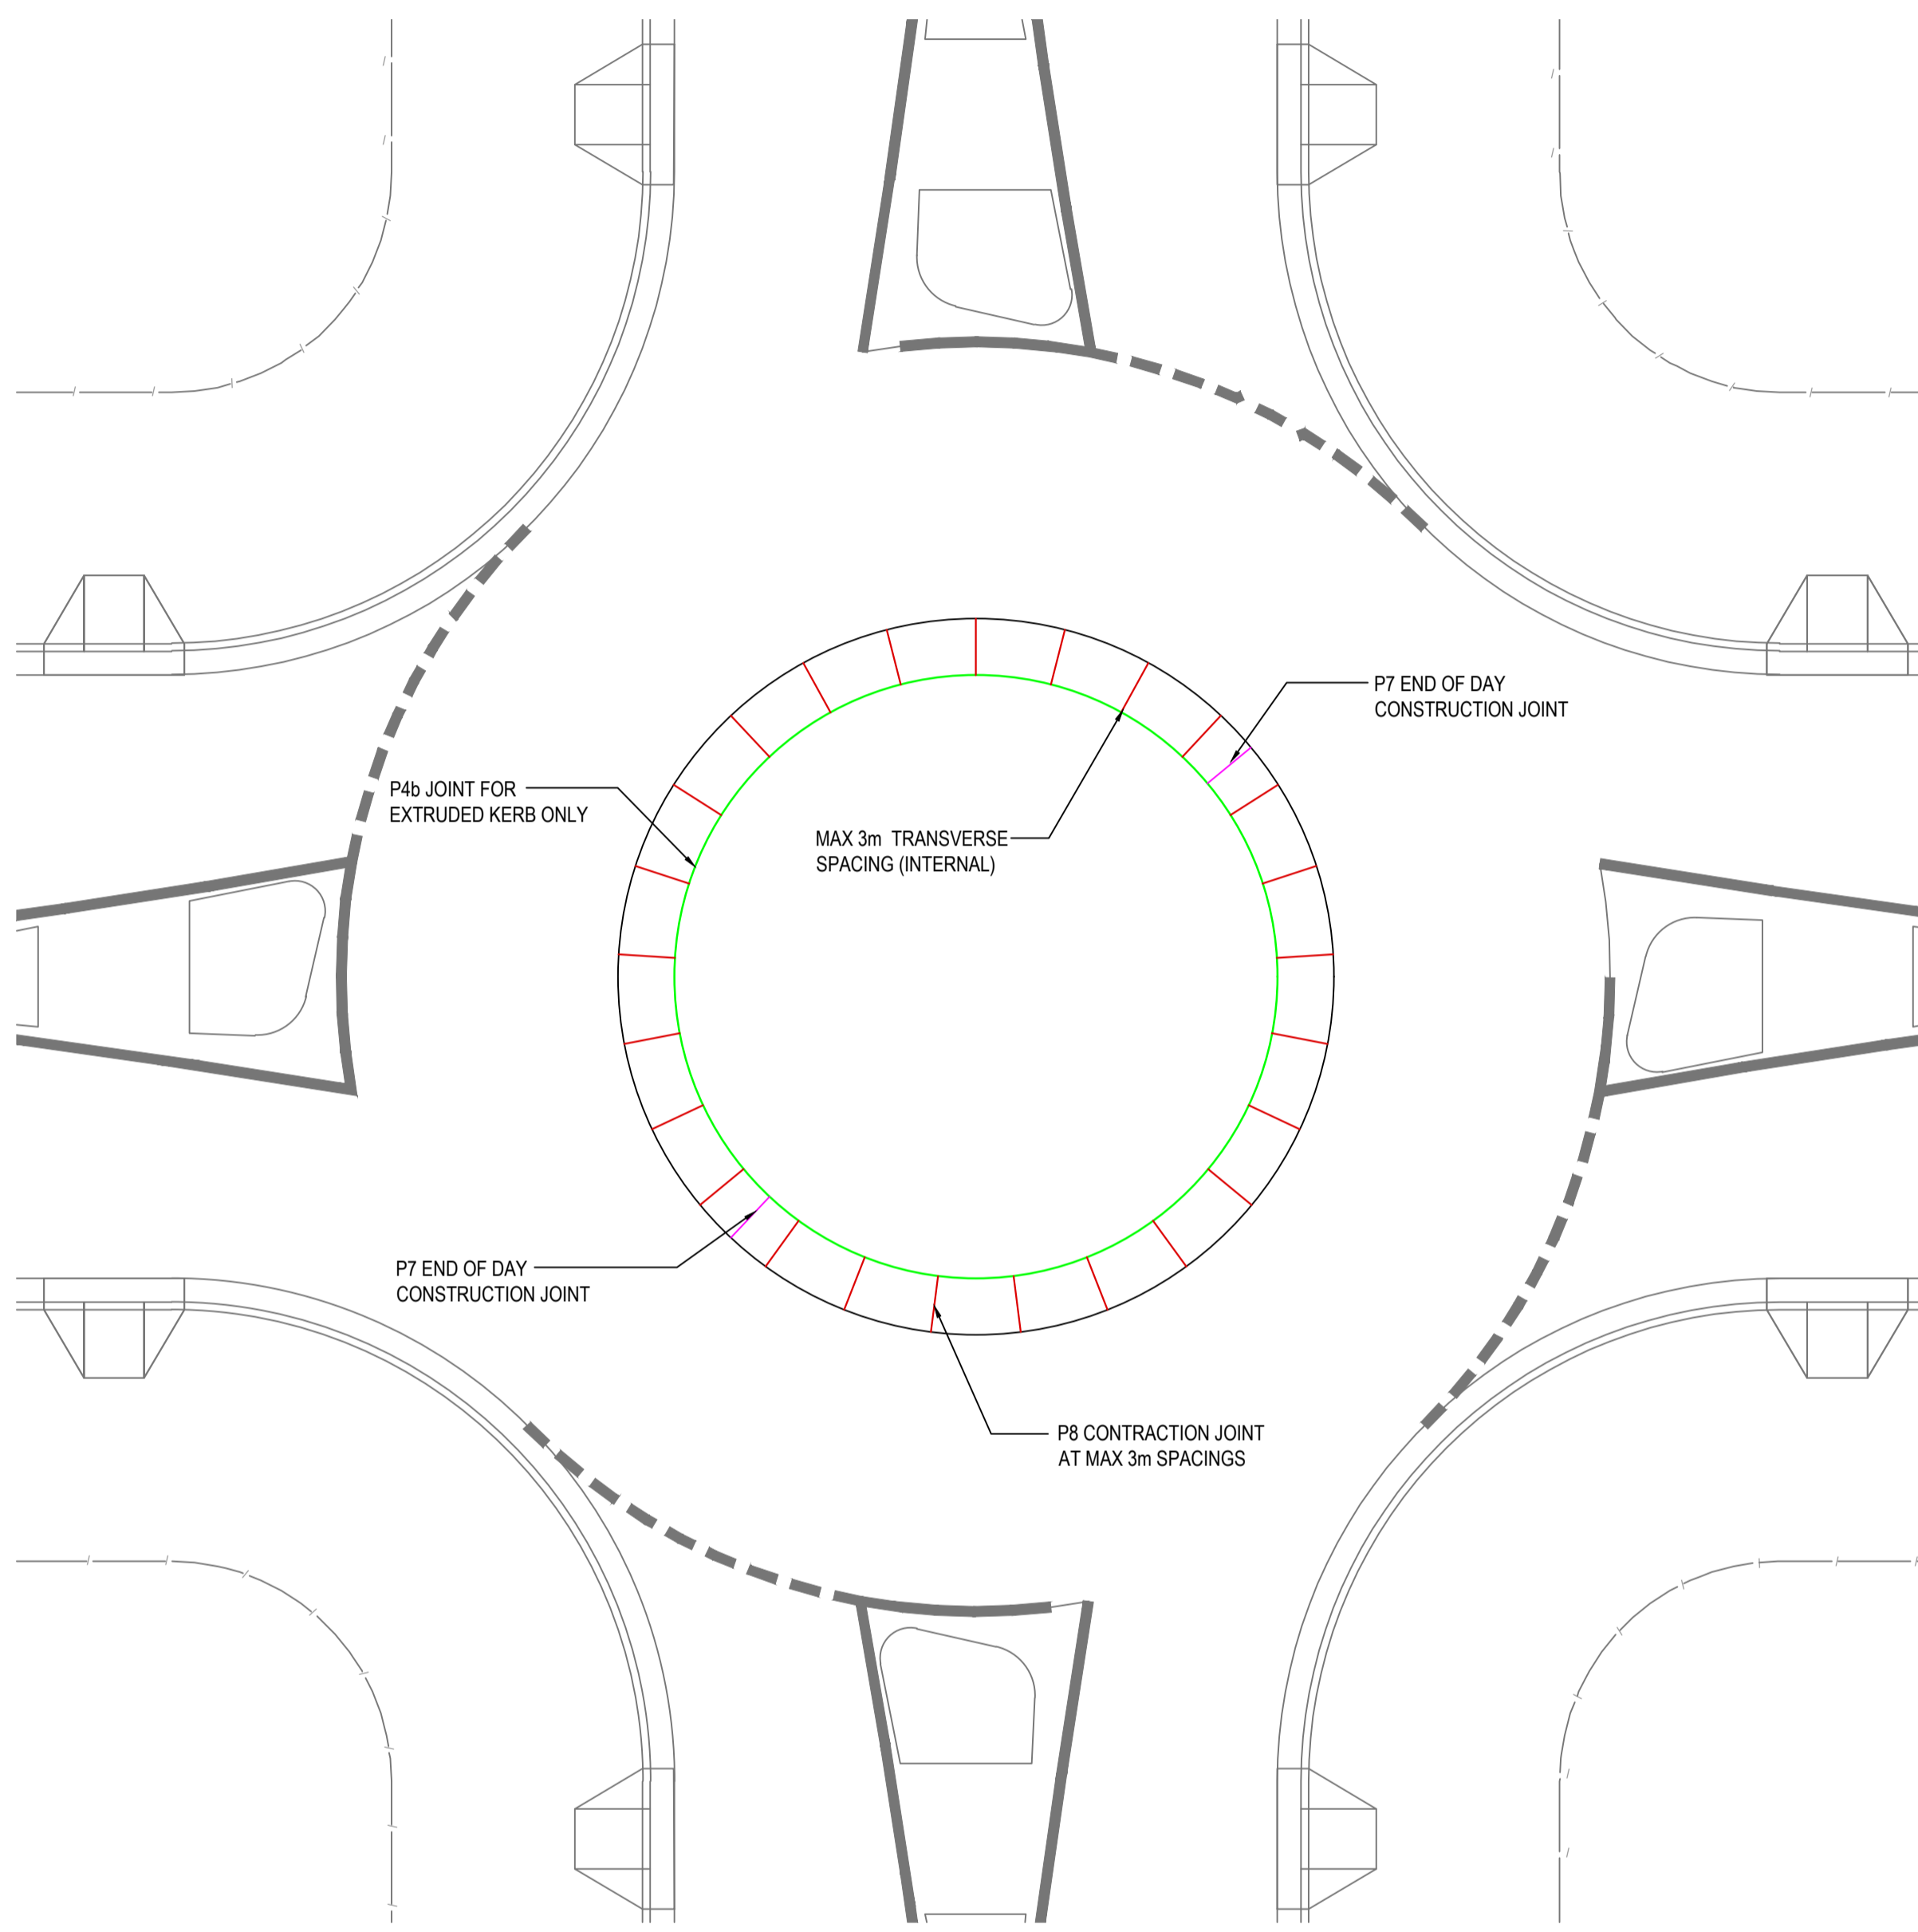 P7 END OF DAY
CONSTRUCTION JOINT
P4b JOINT FOR
EXTRUDED KERB ONLY
MAX 3m TRANSVERSE
SPACING (INTERNAL)
P7 END OF DAY
CONSTRUCTION JOINT
P8 CONTRACTION JOINT
AT MAX 3m SPACINGS